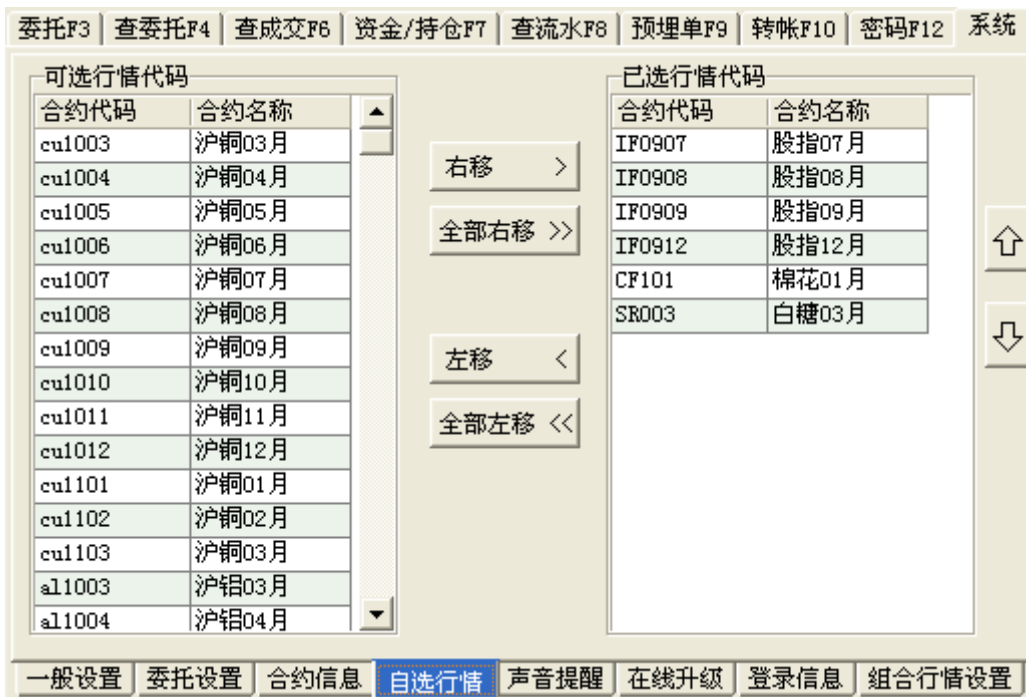 委托F3 查委托F4 查成交F6 资金/持仓F7 查流水F8 预埋单F9 转帐F10 密码F12 系统
可选行情代码
合约代码 合约名称
cu1003 沪铜03月
cu1004 沪铜04月
cu1005 沪铜05月
cu1006 沪铜06月
cu1007 沪铜07月
cu1008 沪铜08月
cu1009 沪铜09月
cu1010 沪铜10月
cu1011 沪铜11月
cu1012 沪铜12月
cu1101 沪铜01月
cu1102 沪铜02月
cu1103 沪铜03月
al1003 沪铝03月
al1004 沪铝04月
右移 >
全部右移 >>
左移 <
全部左移 <<
已选行情代码
合约代码 合约名称
IF0907 股指07月
IF0908 股指08月
IF0909 股指09月
IF0912 股指12月
CF101 棉花01月
SR003 白糖03月
一般设置 委托设置 合约信息 自选行情 声音提醒 在线升级 登录信息 组合行情设置